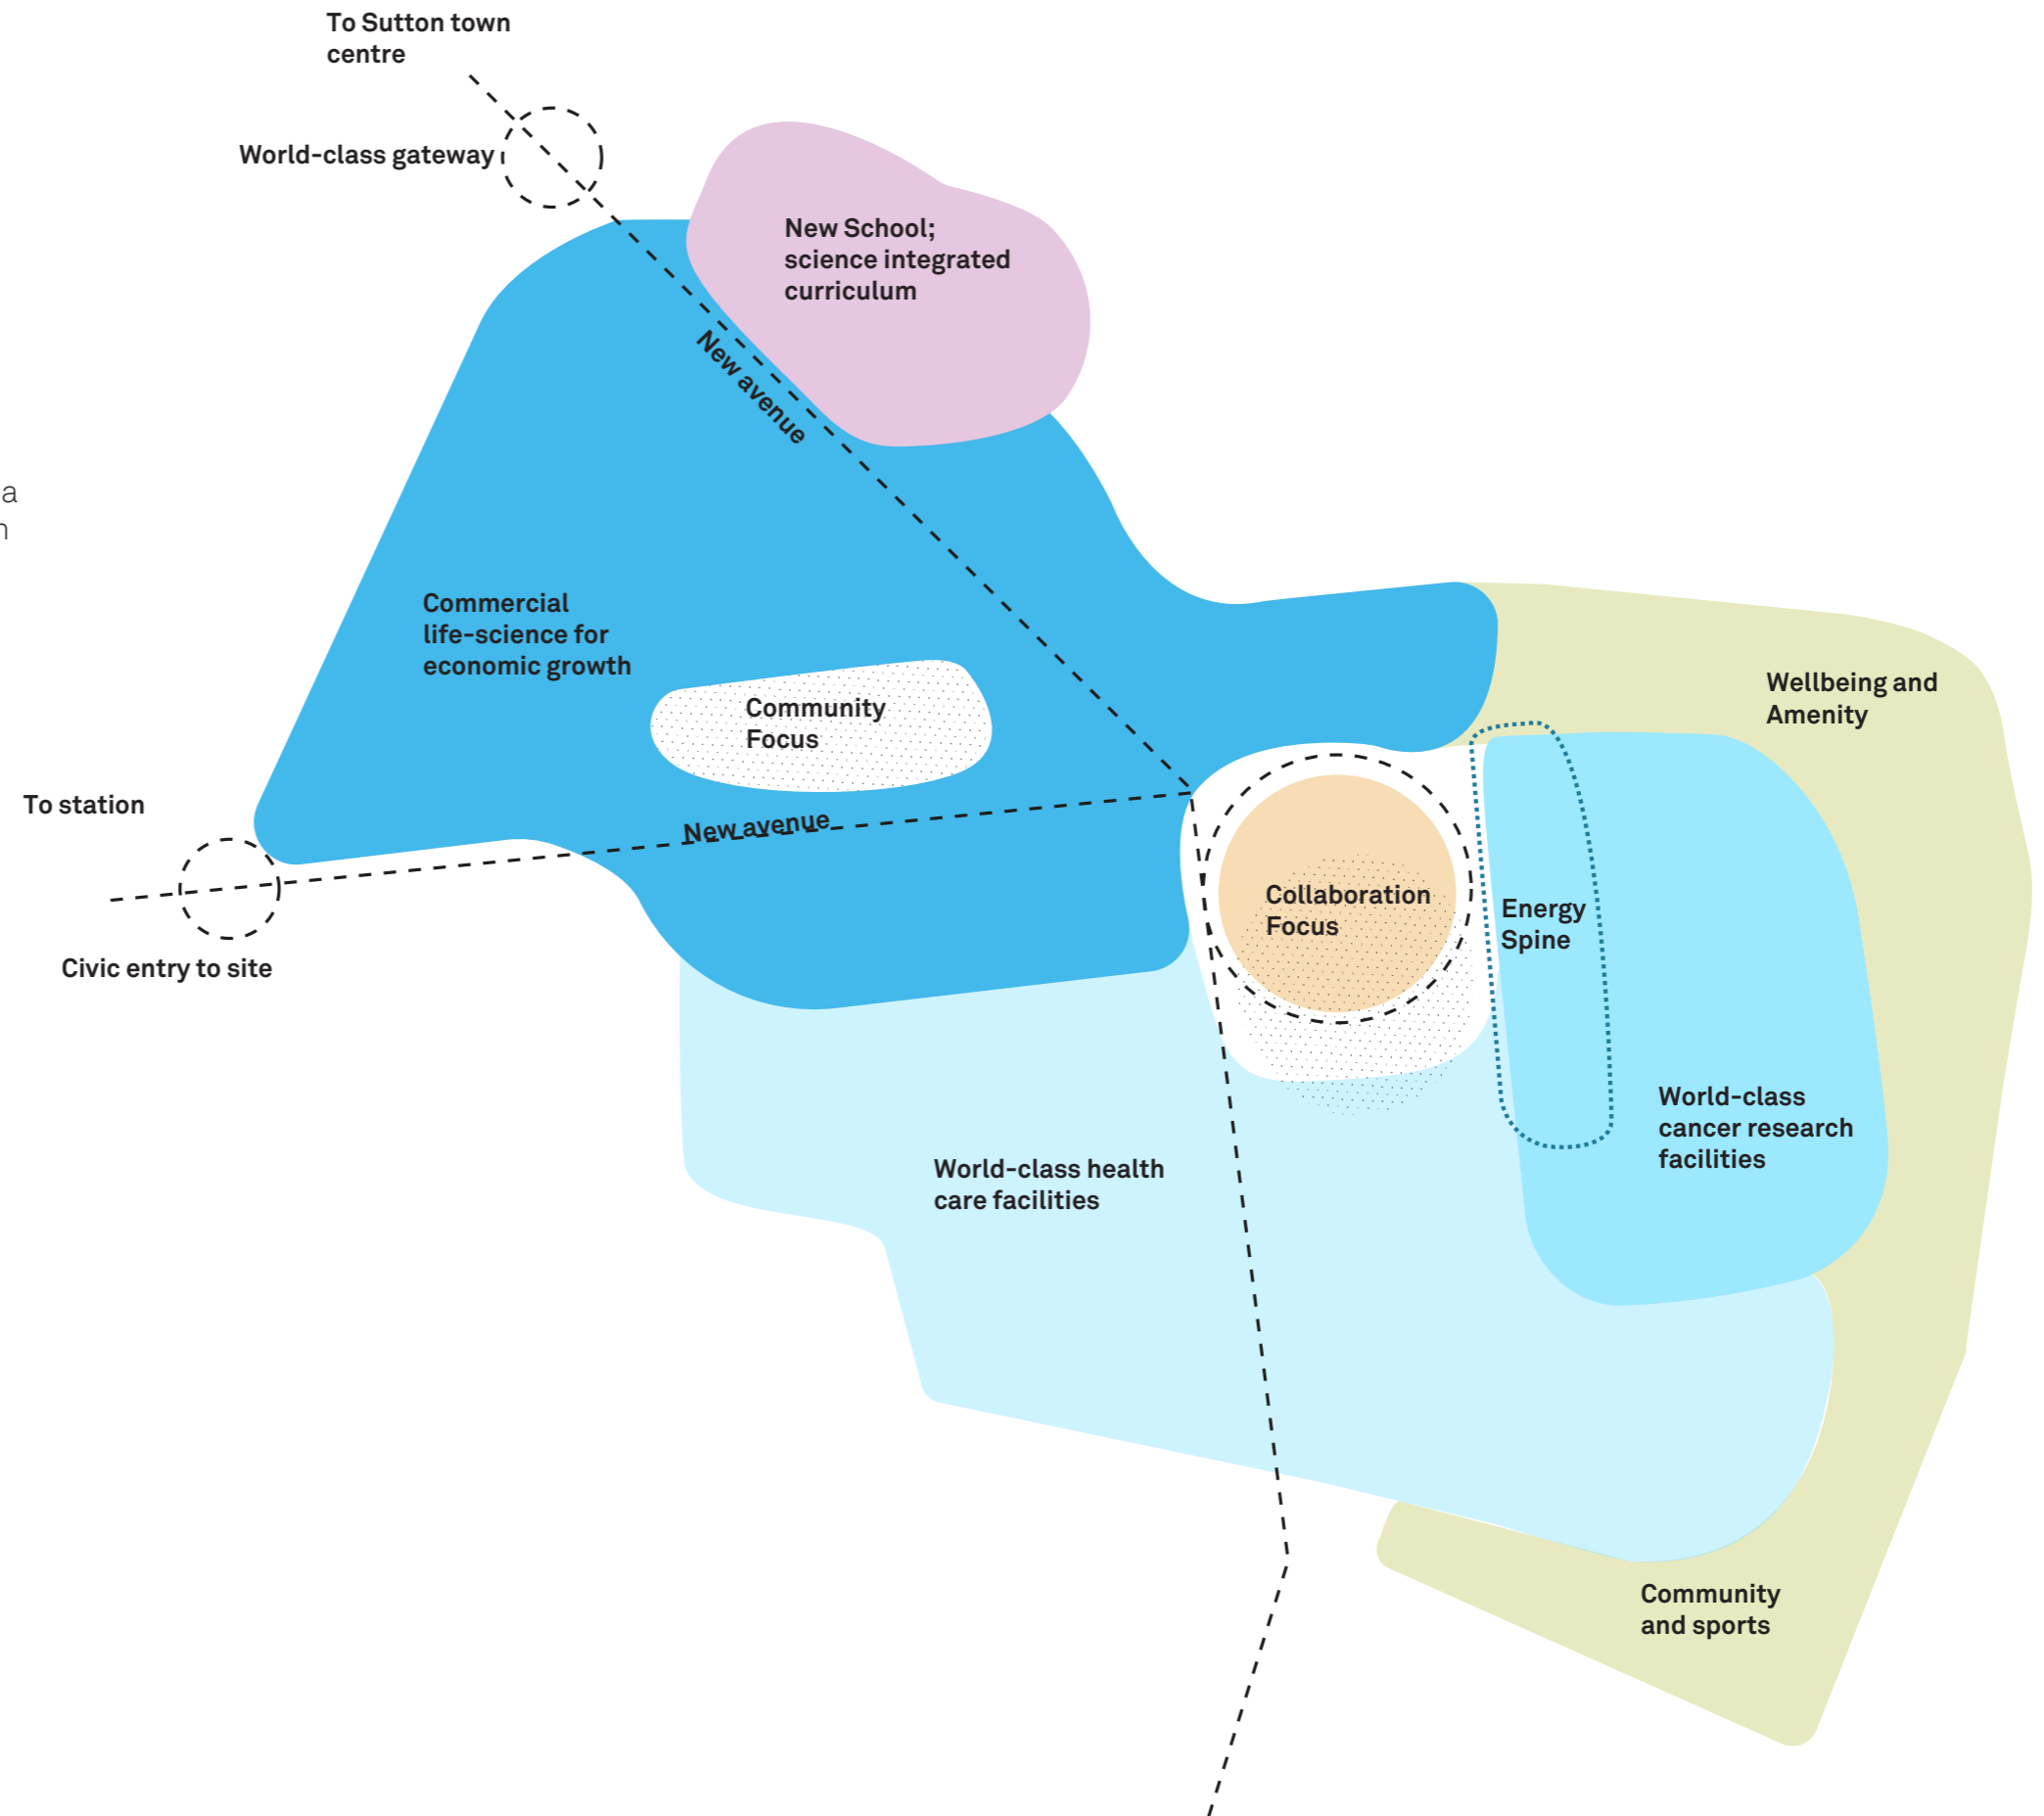 To Sutton town
centre
World-class gateway
New School;
science integrated
curriculum
New avenue
a
Commercial
life-science for
economic growth
Community
Focus
Wellbeing and
Amenity
To station
New avenue
Collaboration
Focus
Energy
Spine
Civic entry to site
World-class
cancer research
facilities
World-class health
care facilities
Community
and sports